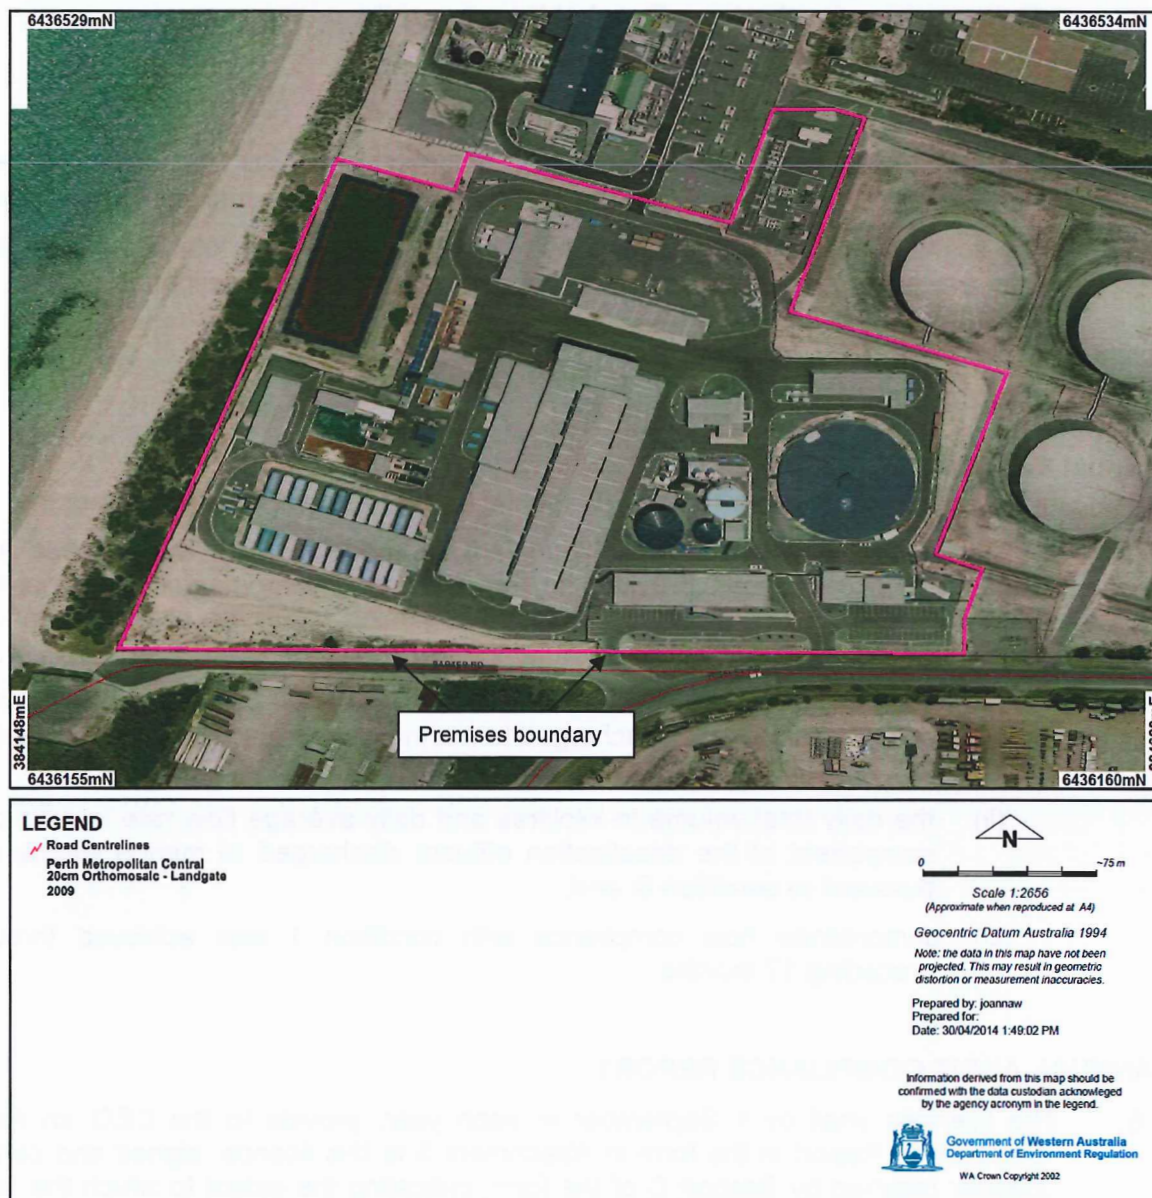 6436529mN
6436534mN
Premises boundary
384148mE
6436155mN
6436160mN
LEGEND
Road Centrelines
Perth Metropolitan Central
20cm Orthomosaic - Landgate
2009
N
0
~75 m
Scale 1:2656
(Approximate when reproduced at A4)
Geocentric Datum Australia 1994
Note: the data in this map have not been
projected. This may result in geometric
distortion or measurement inaccuracies.
Prepared by: joannaw
Prepared for:
Date: 30/04/2014 1:49:02 PM
Information derived from this map should be
confirmed with the data custodian acknowleged
by the agency acronym in the legend.
Government of Western Australia
Department of Environment Regulation
WA Crown Copyright 2002